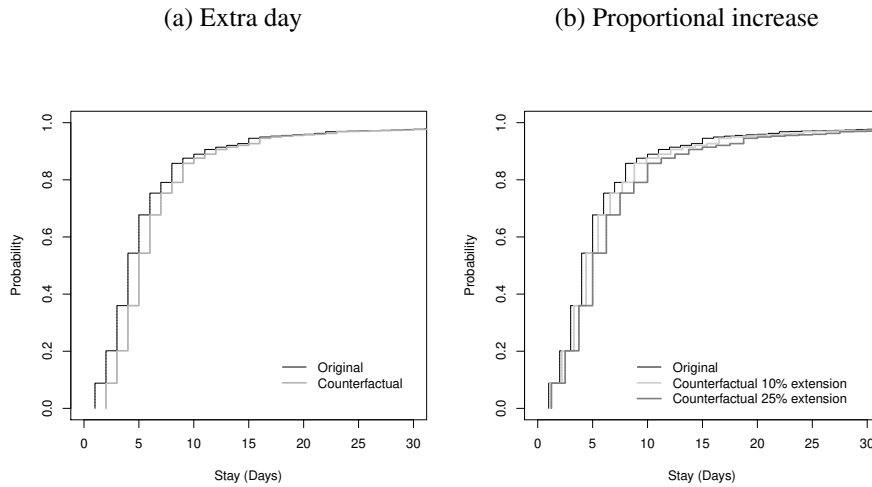 (a) Extra day
(b) Proportional increase
1.0
0.8
0.6
0.4
0.2
0.0
Probability
Original
Counterfactual
0 5 10 15 20 25 30
Stay (Days)
1.0
0.8
0.6
0.4
0.2
0.0
Probability
Original
Counterfactual 10% extension
Counterfactual 25% extension
0 5 10 15 20 25 30
Stay (Days)